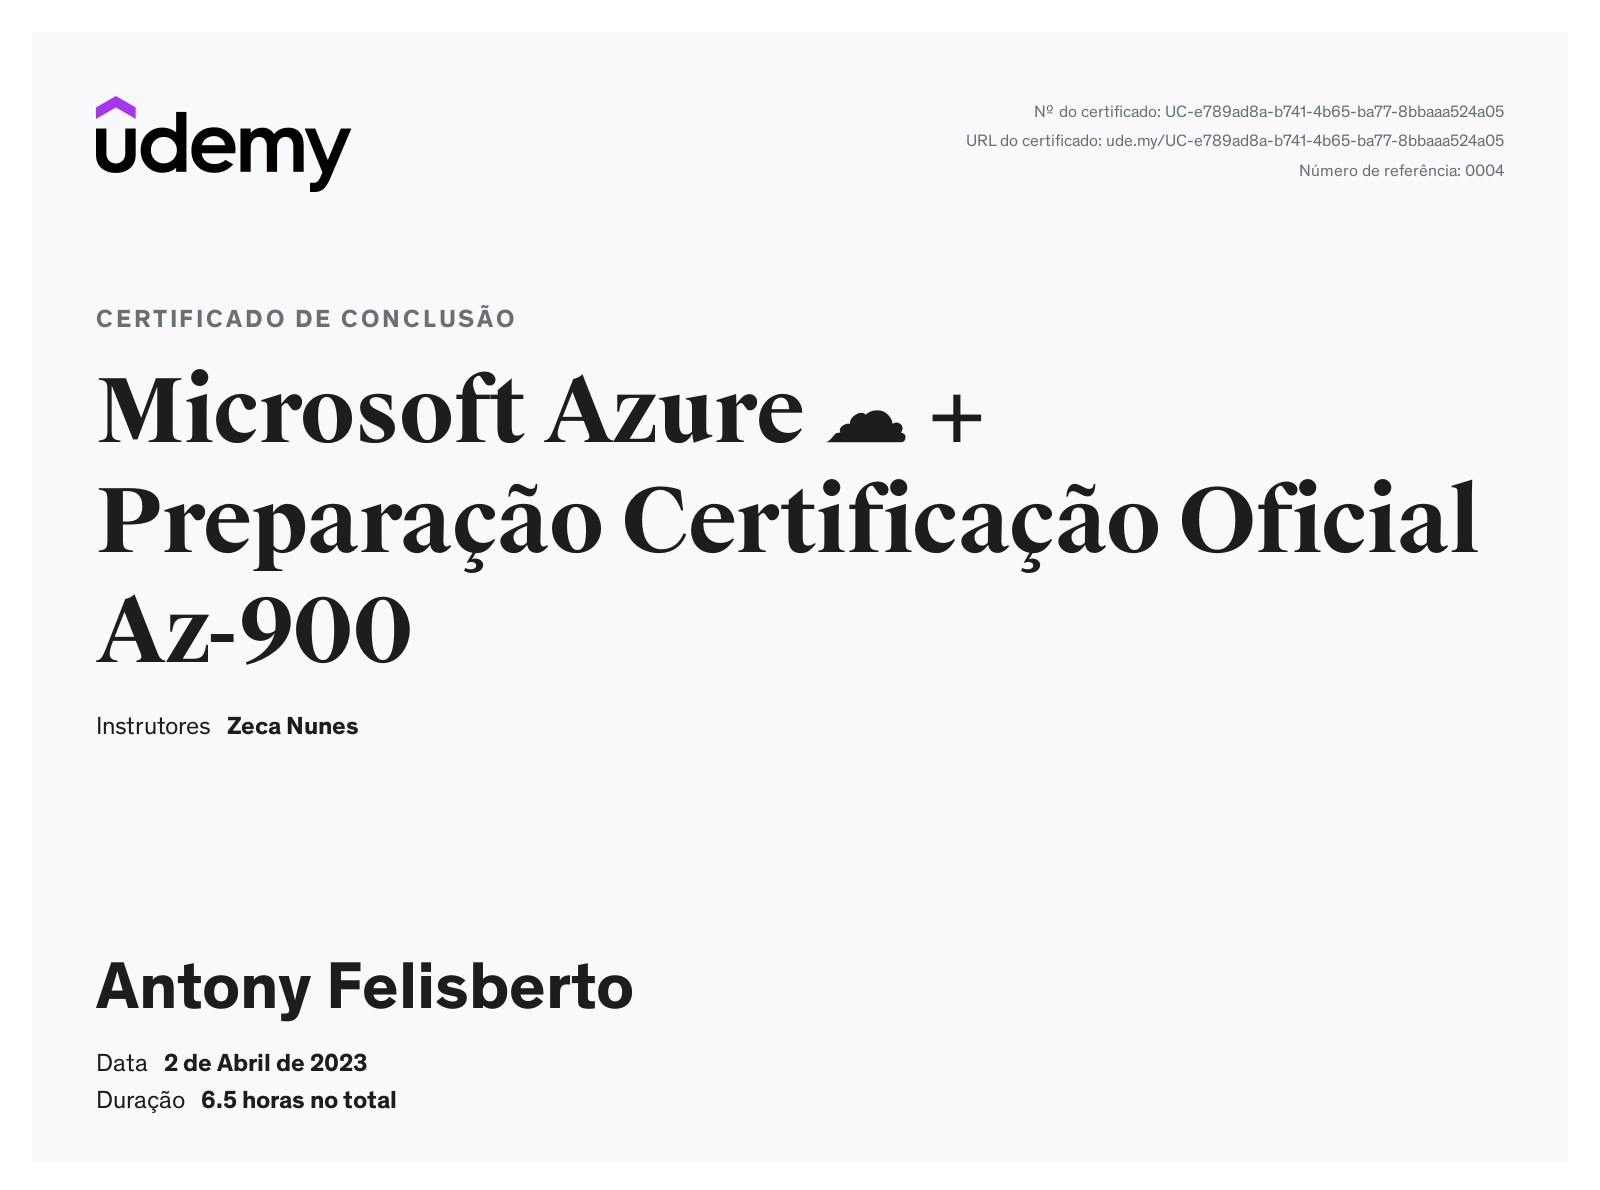 udemy
Nº do certificado: UC-e789ad8a-b741-4b65-ba77-8bbaaa524a05
URL do certificado: ude.my/UC-e789ad8a-b741-4b65-ba77-8bbaaa524a05
Número de referência: 0004
CERTIFICADO DE CONCLUSÃO
Microsoft Azure ☁ +
Preparação Certificação Oficial
Az-900
Instrutores Zeca Nunes
Antony Felisberto
Data 2 de Abril de 2023
Duração 6.5 horas no total